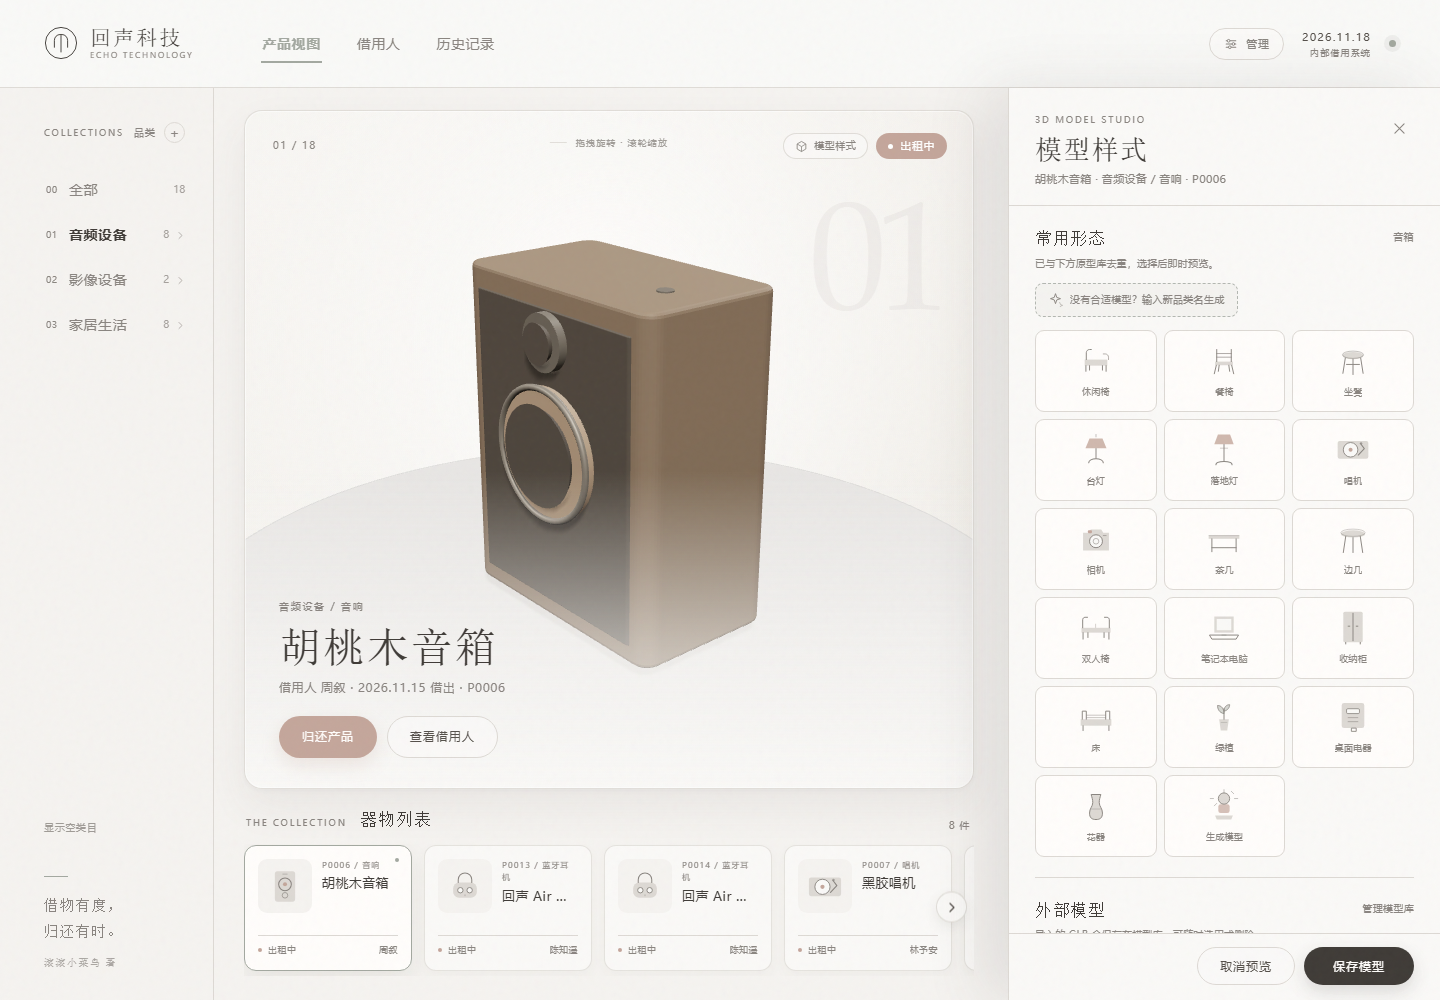 回声科技
ECHO TECHNOLOGY
产品视图
借用人
历史记录
管理
2026.11.18
内部借用系统
COLLECTIONS 品类 +
00 全部 18
01 音频设备 8
02 影像设备 2
03 家居生活 8
显示空类目
借物有度，
归还有时。
01 / 18
拖拽旋转 · 滚轮缩放
模型样式
出租中
01
音频设备 / 音响
胡桃木音箱
借用人 周叙 · 2026.11.15 借出 · P0006
归还产品
查看借用人
THE COLLECTION 器物列表
8 件
P0006 / 音响
胡桃木音箱
出租中 周叙
P0013 / 蓝牙耳
机
回声 Air ...
出租中 陈知遥
P0014 / 蓝牙耳
机
回声 Air ...
出租中 陈知遥
P0007 / 唱机
黑胶唱机
出租中 林予安
3D MODEL STUDIO
模型样式
胡桃木音箱 · 音频设备 / 音响 · P0006
常用形态
音箱
已与下方原型库去重，选择后即时预览。
没有合适模型？输入新品类名生成
休闲椅
餐椅
坐凳
台灯
落地灯
唱机
相机
茶几
边几
双人椅
笔记本电脑
收纳柜
床
绿植
桌面电器
花器
生成模型
外部模型
管理模型库
取消预览
保存模型